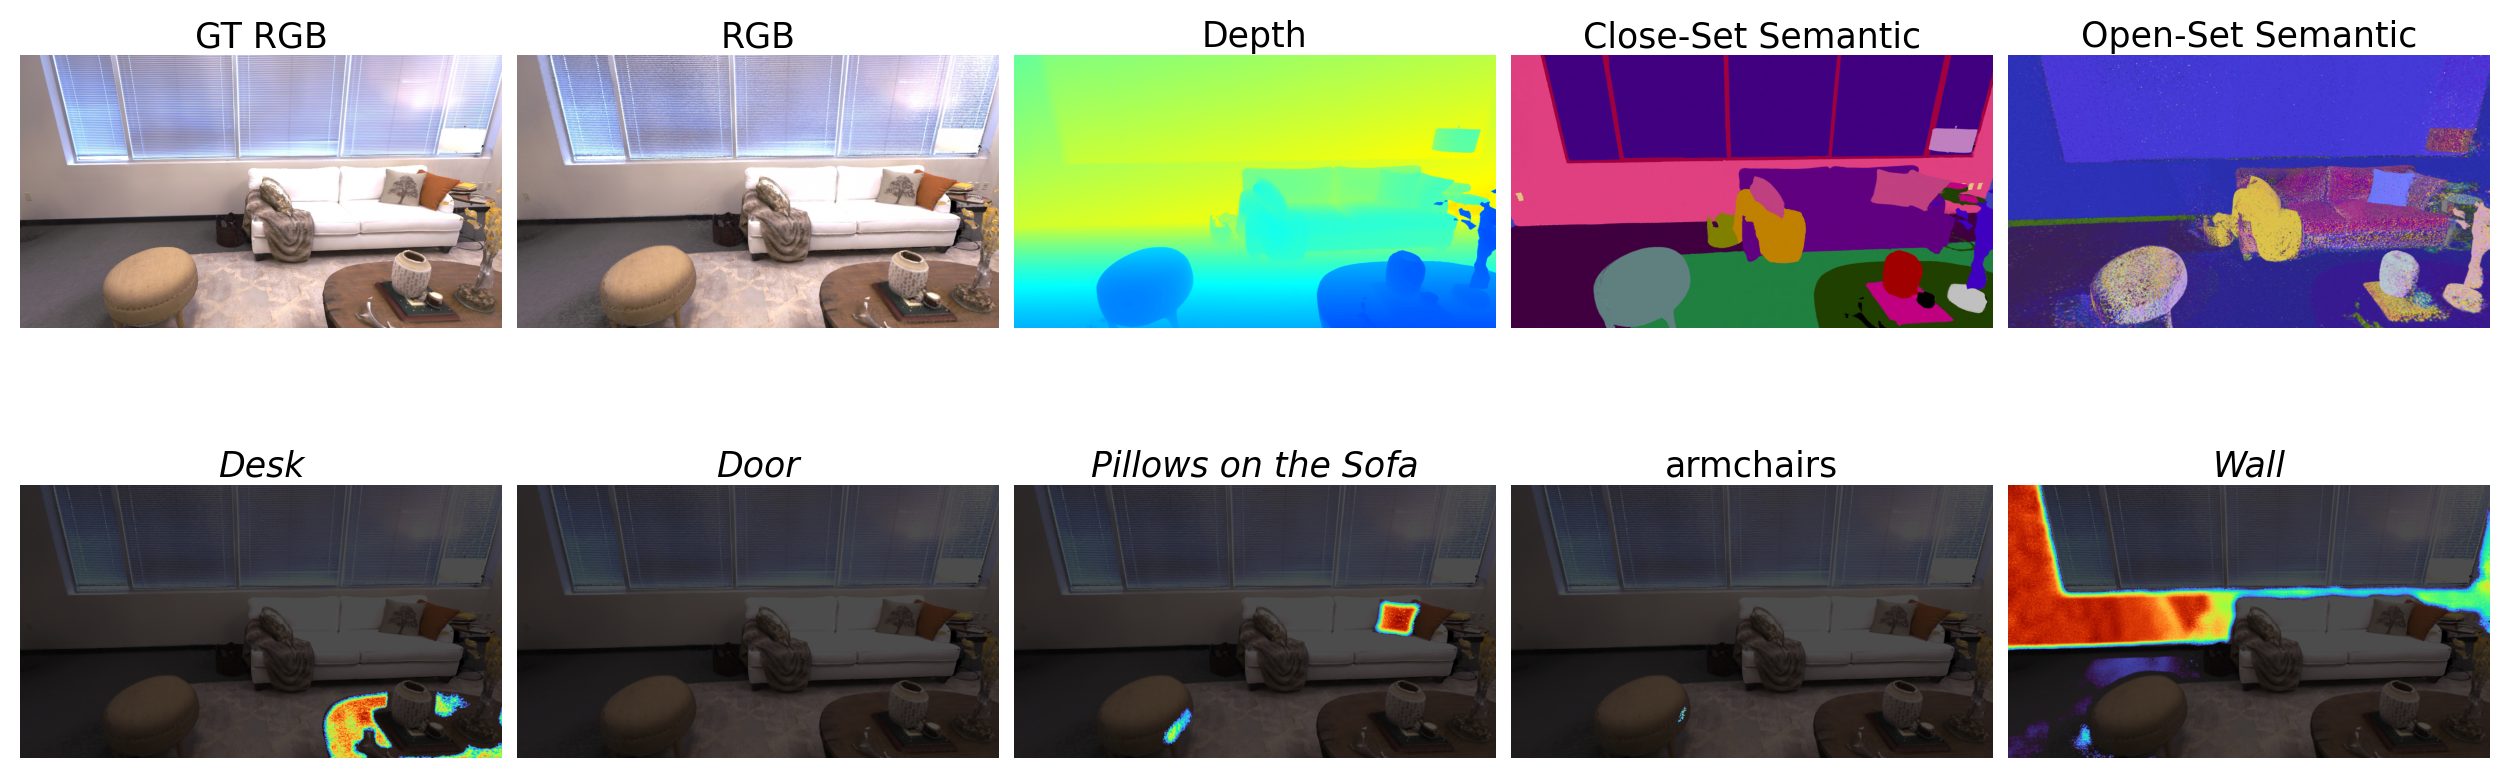 GT RGB
RGB
Depth
Close-Set Semantic
Open-Set Semantic
Desk
Door
Pillows on the Sofa
armchairs
Wall